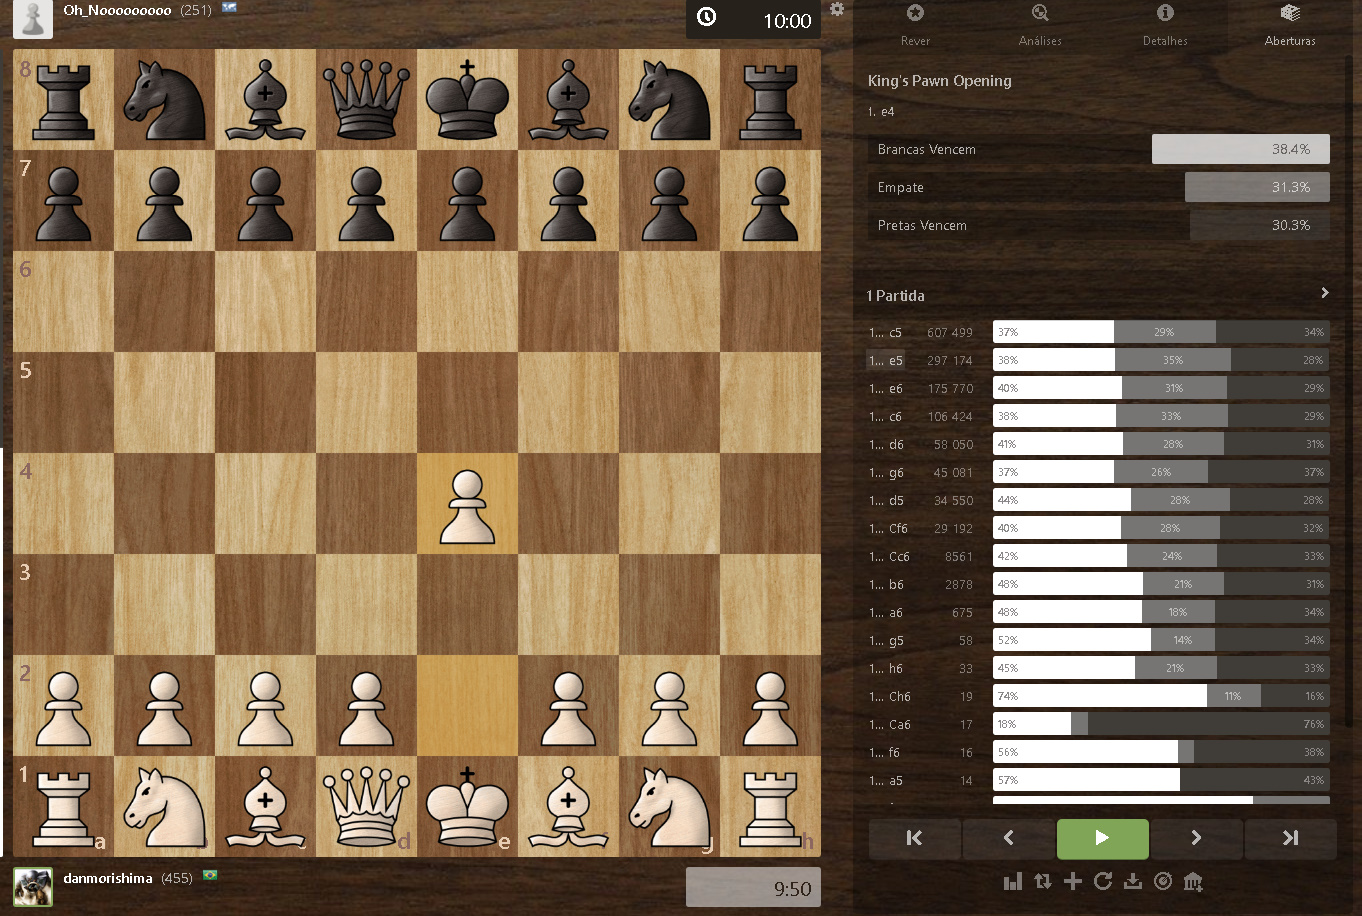 Oh_Nooooooooo (251)
10:00
8
7
6
5
4
3
2
1
a
b
c
d
e
g
h
danmorishima (455)
9:50
Rever
Análises
Detalhes
Aberturas
King's Pawn Opening
1. e4
Brancas Vencem 38.4%
Empate 31.3%
Pretas Vencem 30.3%
1 Partida
1... c5 607 499 37% 29% 34%
1... e5 297 174 38% 35% 28%
1... e6 175 770 40% 31% 29%
1... c6 106 424 38% 33% 29%
1... d6 58 050 41% 28% 31%
1... g6 45 081 37% 26% 37%
1... d5 34 550 44% 28% 28%
1... Cf6 29 192 40% 28% 32%
1... Cc6 8561 42% 24% 33%
1... b6 2878 48% 21% 31%
1... a6 675 48% 18% 34%
1... g5 58 52% 14% 34%
1... h6 33 45% 21% 33%
1... Ch6 19 74% 11% 16%
1... Ca6 17 18% 76%
1... f6 16 56% 38%
1... a5 14 57% 43%